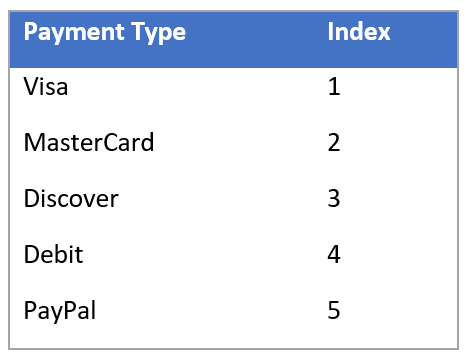 Payment Type Index
Visa 1
MasterCard 2
Discover 3
Debit 4
PayPal 5